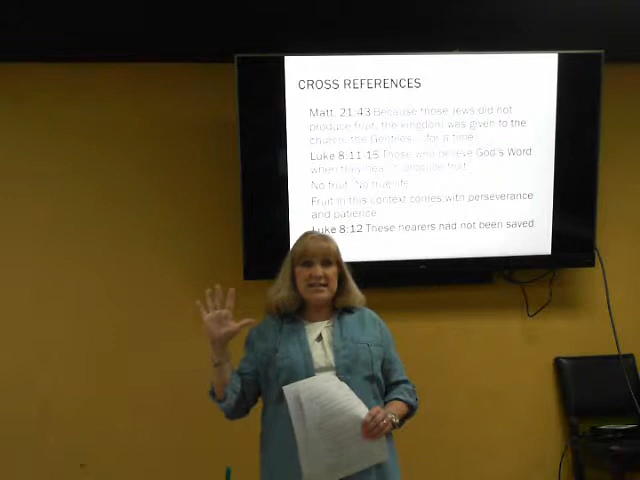 CROSS REFERENCES
Matt. 21:43 Because those Jews did not
produce fruit, the kingdom was given to the
church, the Gentiles... for a time.
Luke 8:11-15 Those who believe God's Word
when they hear it, produce fruit.
No fruit. No true life.
Fruit in this context comes with perseverance
and patience.
Luke 8:12 These hearers had not been saved.